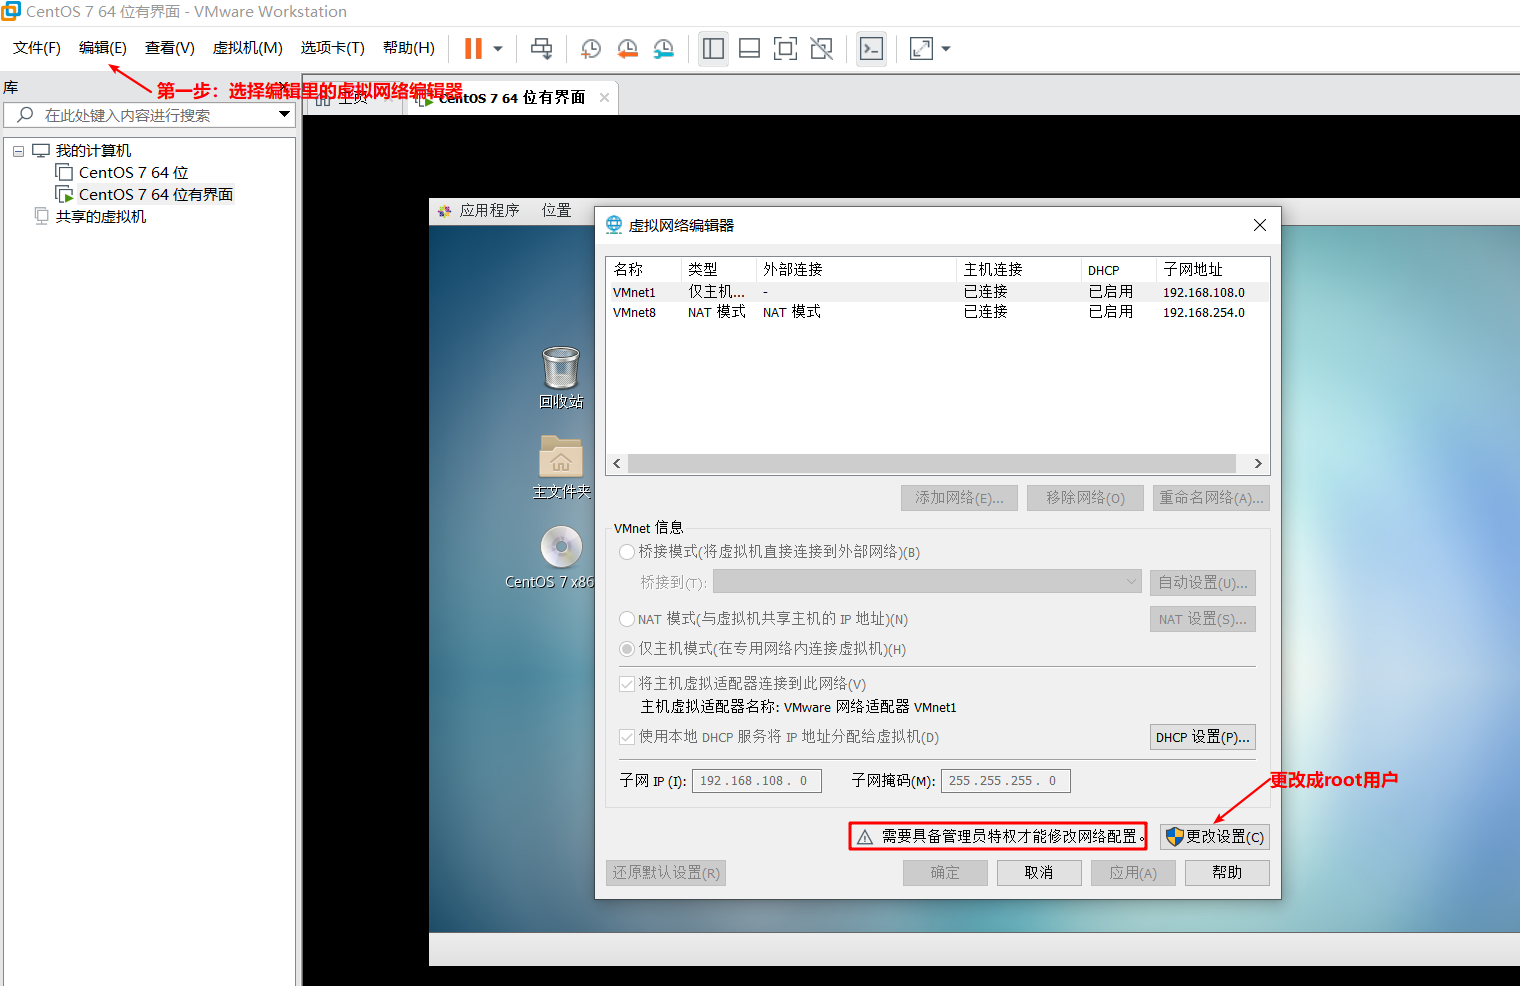 CentOS 7 64 位有界面 - VMware Workstation
文件(F) 编辑(E) 查看(V) 虚拟机(M) 选项卡(T) 帮助(H)
第一步：选择编辑里的虚拟网络编辑器
库
主页
CentOS 7 64 位有界面
在此处键入内容进行搜索
我的计算机
CentOS 7 64 位
CentOS 7 64 位有界面
共享的虚拟机
应用程序 位置
回收站
主文件夹
CentOS 7 x86
虚拟网络编辑器
名称 类型 外部连接 主机连接 DHCP 子网地址
VMnet1 仅主机... - 已连接 已启用 192.168.108.0
VMnet8 NAT 模式 NAT 模式 已连接 已启用 192.168.254.0
添加网络(E)... 移除网络(O) 重命名网络(A)...
VMnet 信息
桥接模式(将虚拟机直接连接到外部网络)(B)
桥接到(T): 自动设置(U)...
NAT 模式(与虚拟机共享主机的 IP 地址)(N) NAT 设置(S)...
仅主机模式(在专用网络内连接虚拟机)(H)
将主机虚拟适配器连接到此网络(V)
主机虚拟适配器名称: VMware 网络适配器 VMnet1
使用本地 DHCP 服务将 IP 地址分配给虚拟机(D) DHCP 设置(P)...
子网 IP (I): 192 . 168 . 108 . 0 子网掩码(M): 255 . 255 . 255 . 0
更改成root用户
需要具备管理员特权才能修改网络配置。 更改设置(C)
还原默认设置(R) 确定 取消 应用(A) 帮助